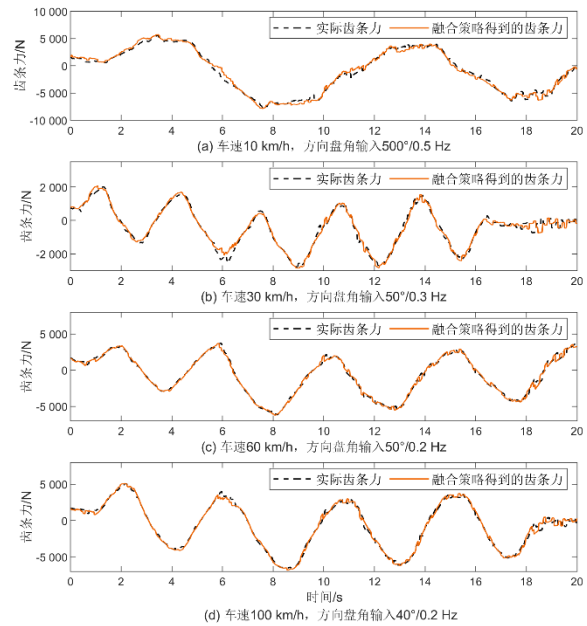 10 000
5 000
0
-5 000
-10 000
齿条力/N
实际齿条力 融合策略得到的齿条力
0 2 4 6 8 10 12 14 16 18 20
(a) 车速10 km/h，方向盘角输入500°/0.5 Hz
2 000
0
-2 000
齿条力/N
实际齿条力 融合策略得到的齿条力
0 2 4 6 8 10 12 14 16 18 20
(b) 车速30 km/h，方向盘角输入50°/0.3 Hz
5 000
0
-5 000
齿条力/N
实际齿条力 融合策略得到的齿条力
0 2 4 6 8 10 12 14 16 18 20
(c) 车速60 km/h，方向盘角输入50°/0.2 Hz
5 000
0
-5 000
齿条力/N
实际齿条力 融合策略得到的齿条力
0 2 4 6 8 10 12 14 16 18 20
时间/s
(d) 车速100 km/h，方向盘角输入40°/0.2 Hz